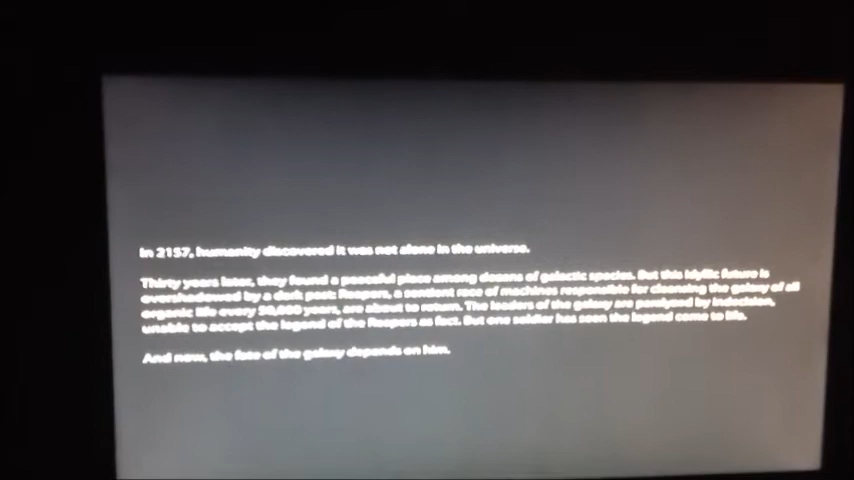 In 2157, humanity discovered it was not alone in the universe.
Thirty years later, they found a peaceful place among dozens of galactic species. But this idyllic future is
overshadowed by a dark past: Reapers, a sentient race of machines responsible for cleansing the galaxy of all
organic life every 50,000 years, are about to return. The leaders of the galaxy are paralyzed by indecision,
unable to accept the legend of the Reapers as fact. But one soldier has seen the legend come to life.
And now, the fate of the galaxy depends on him.